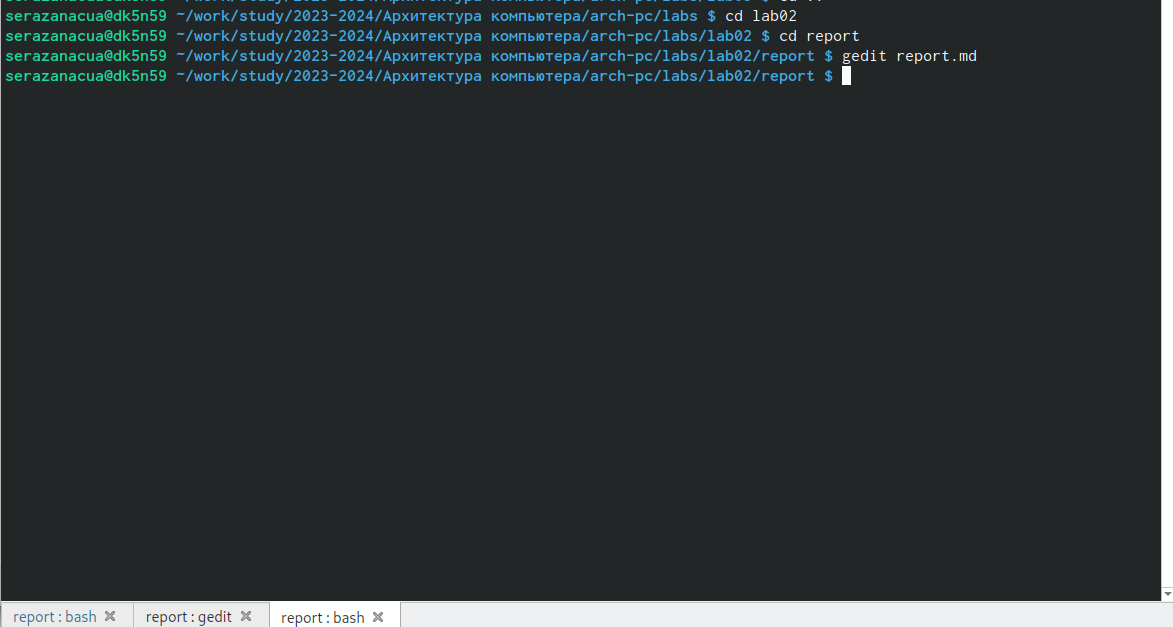 serazanacua@dk5n59 ~/work/study/2023-2024/Архитектура компьютера/arch-pc/labs $ cd lab02
serazanacua@dk5n59 ~/work/study/2023-2024/Архитектура компьютера/arch-pc/labs/lab02 $ cd report
serazanacua@dk5n59 ~/work/study/2023-2024/Архитектура компьютера/arch-pc/labs/lab02/report $ gedit report.md
serazanacua@dk5n59 ~/work/study/2023-2024/Архитектура компьютера/arch-pc/labs/lab02/report $
report : bash
report : gedit
report : bash